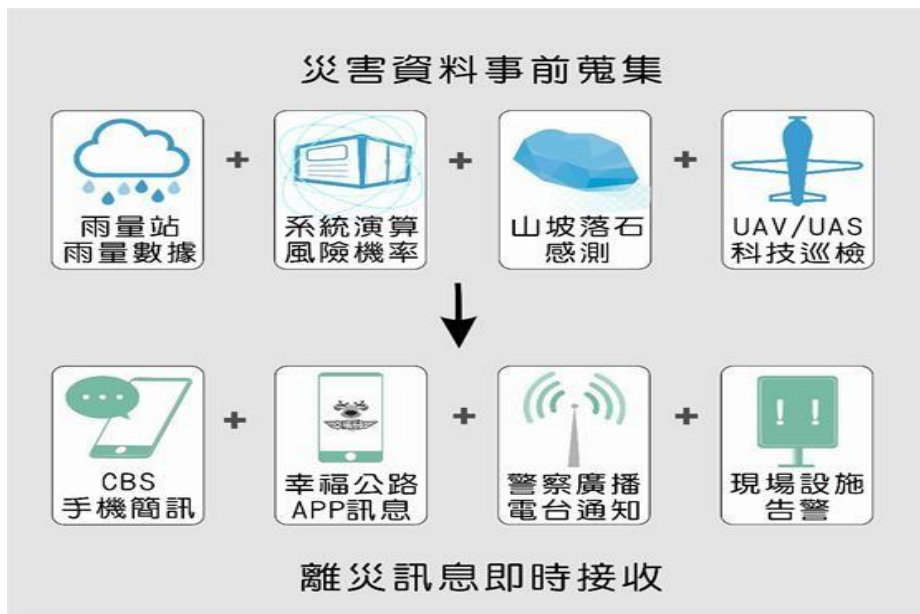 災害資料事前蒐集
雨量站
雨量數據
系統演算
風險機率
山坡落石
感測
UAV/UAS
科技巡檢
CBS
手機簡訊
幸福公路
APP訊息
警察廣播
電台通知
現場設施
告警
離災訊息即時接收